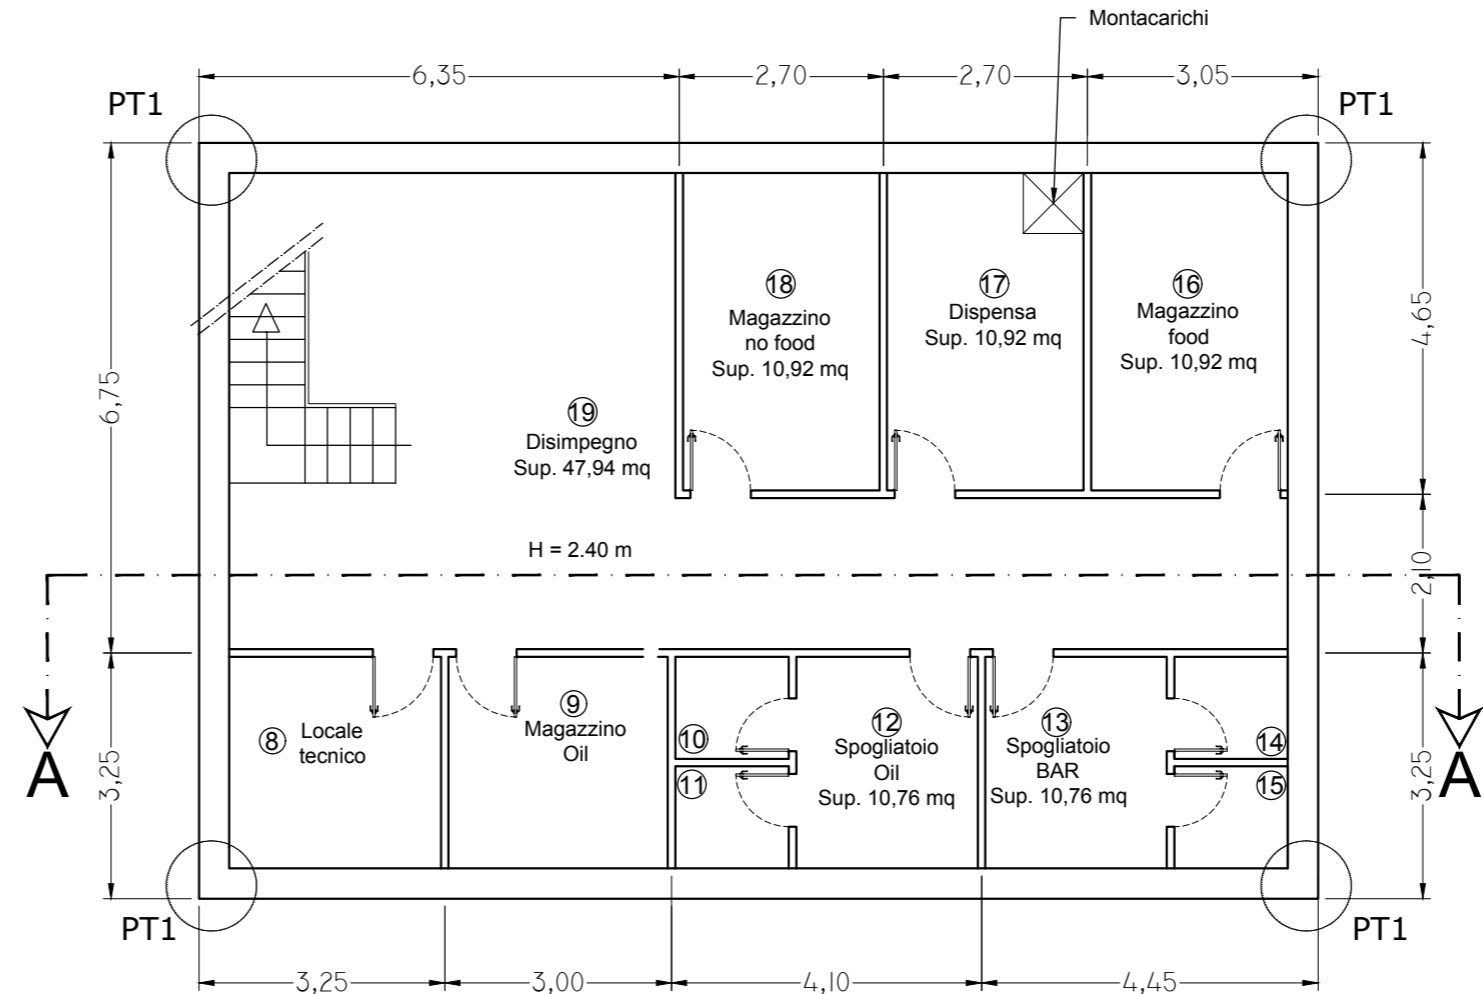 Montacarichi
6,35
2,70
2,70
3,05
PT1
PT1
18
Magazzino
no food
Sup. 10,92 mq
17
Dispensa
Sup. 10,92 mq
16
Magazzino
food
Sup. 10,92 mq
4,65
6,75
19
Disimpegno
Sup. 47,94 mq
H = 2.40 m
2,10
8
Locale
tecnico
9
Magazzino
Oil
10
11
12
Spogliatoio
Oil
Sup. 10,76 mq
13
Spogliatoio
BAR
Sup. 10,76 mq
14
15
3,25
3,25
A
A
PT1
PT1
3,25
3,00
4,10
4,45